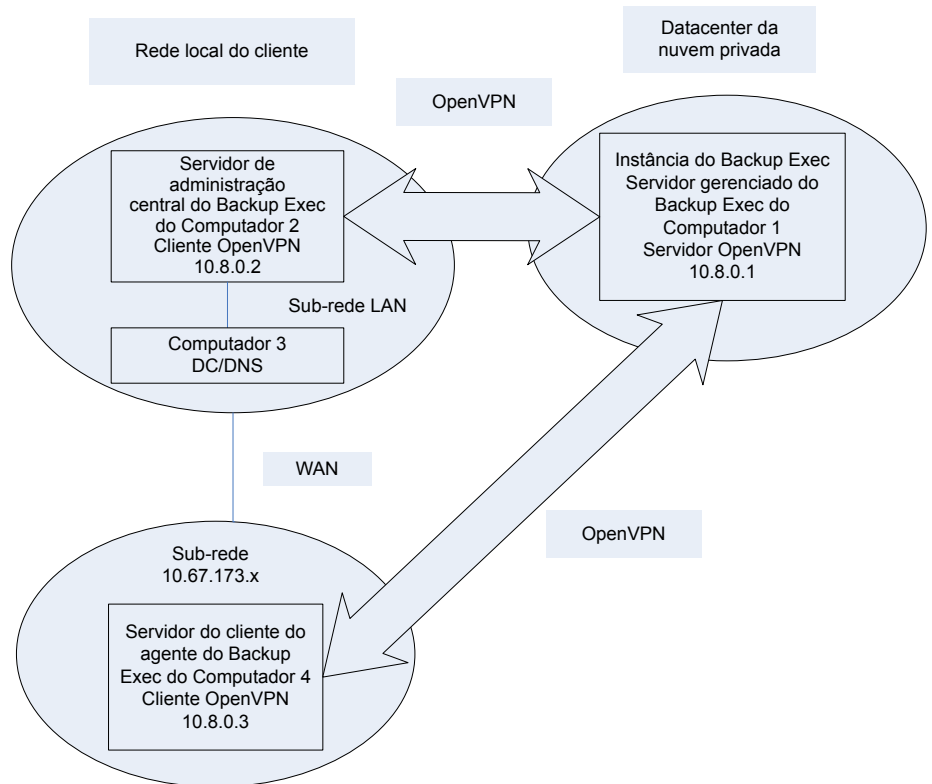 Rede local do cliente
Datacenter da
nuvem privada
OpenVPN
Servidor de
administração
central do Backup Exec
do Computador 2
Cliente OpenVPN
10.8.0.2
Instância do Backup Exec
Servidor gerenciado do
Backup Exec do
Computador 1
Servidor OpenVPN
10.8.0.1
Sub-rede LAN
Computador 3
DC/DNS
WAN
OpenVPN
Sub-rede
10.67.173.x
Servidor do cliente do
agente do Backup
Exec do Computador 4
Cliente OpenVPN
10.8.0.3